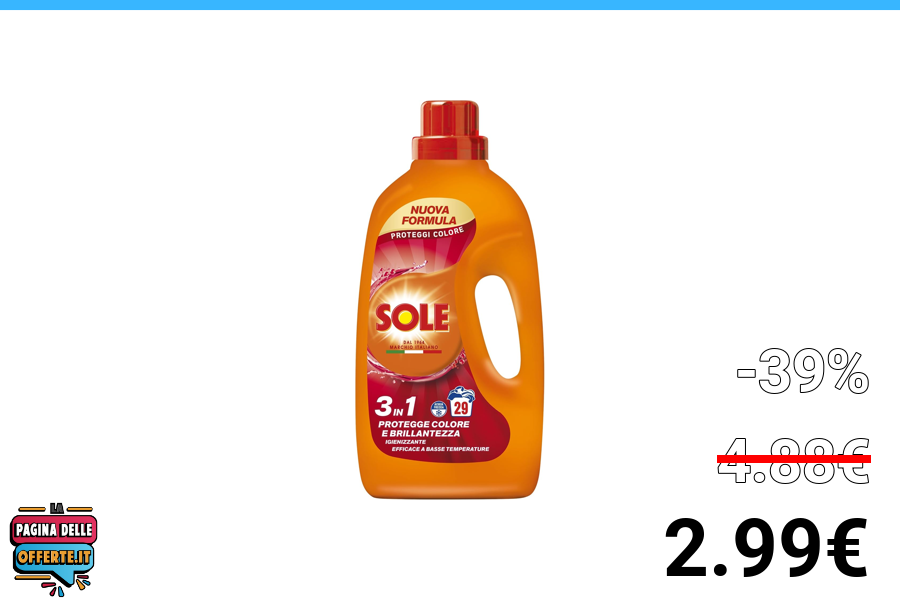 NUOVA
FORMULA
PROTEGGI COLORE
SOLE
DAL 1964
MARCHIO ITALIANO
3 IN 1
29
PROTEGGE COLORE
E BRILLANTEZZA
IGIENIZZANTE
EFFICACE A BASSE TEMPERATURE
-39%
4.88€
2.99€
LA
PAGINA DELLE
OFFERTE.IT